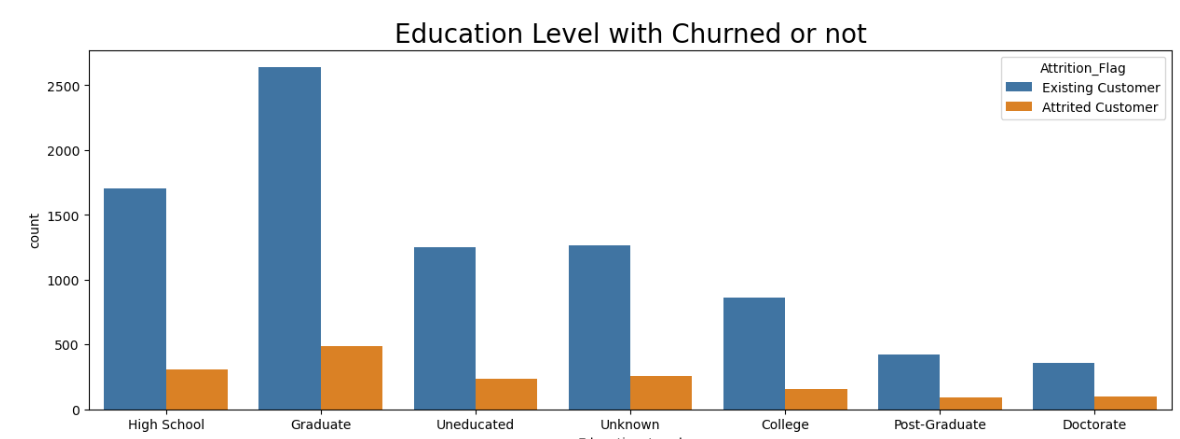 Education Level with Churned or not
Attrition_Flag
Existing Customer
Attrited Customer
2500
2000
1500
1000
500
0
count
High School Graduate Uneducated Unknown College Post-Graduate Doctorate